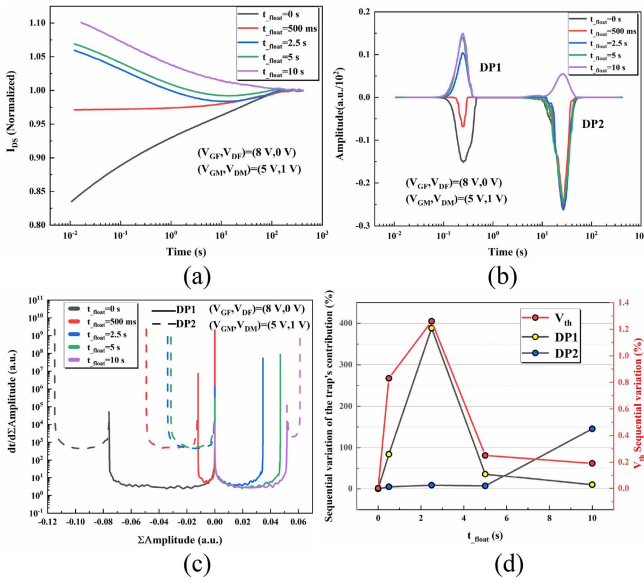 t_float=0 s
t_float=500 ms
t_float=2.5 s
t_float=5 s
t_float=10 s
1.10
1.05
1.00
0.95
0.90
0.85
0.80
I_DS (Normalized)
(V_GF,V_DF)=(8 V,0 V)
(V_GM,V_DM)=(5 V,1 V)
10^-2 10^-1 10^0 10^1 10^2 10^3
Time (s)
(a)
t_float=0 s
t_float=500 ms
t_float=2.5 s
t_float=5 s
t_float=10 s
0.2
0.1
0.0
-0.1
-0.2
-0.3
Amplitude(a.u./10^2)
DP1
DP2
(V_GF,V_DF)=(8 V,0 V)
(V_GM,V_DM)=(5 V,1 V)
10^-2 10^-1 10^0 10^1 10^2 10^3
Time (s)
(b)
10^11
10^10
10^9
10^8
10^7
10^6
10^5
10^4
10^3
10^2
10^1
10^0
dt/dΣAmplitude (a.u.)
t_float=0 s
t_float=500 ms
t_float=2.5 s
t_float=5 s
t_float=10 s
DP1 (V_GF,V_DF)=(8 V,0 V)
DP2 (V_GM,V_DM)=(5 V,1 V)
-0.12 -0.10 -0.08 -0.06 -0.04 -0.02 0.00 0.02 0.04 0.06
ΣAmplitude (a.u.)
(c)
Sequential variation of the trap's contribution (%)
400
300
200
100
0
V_th
DP1
DP2
1.4
1.2
1.0
0.8
0.6
0.4
0.2
0.0
V_th Sequential variation (%)
0 2 4 6 8 10
t_float (s)
(d)